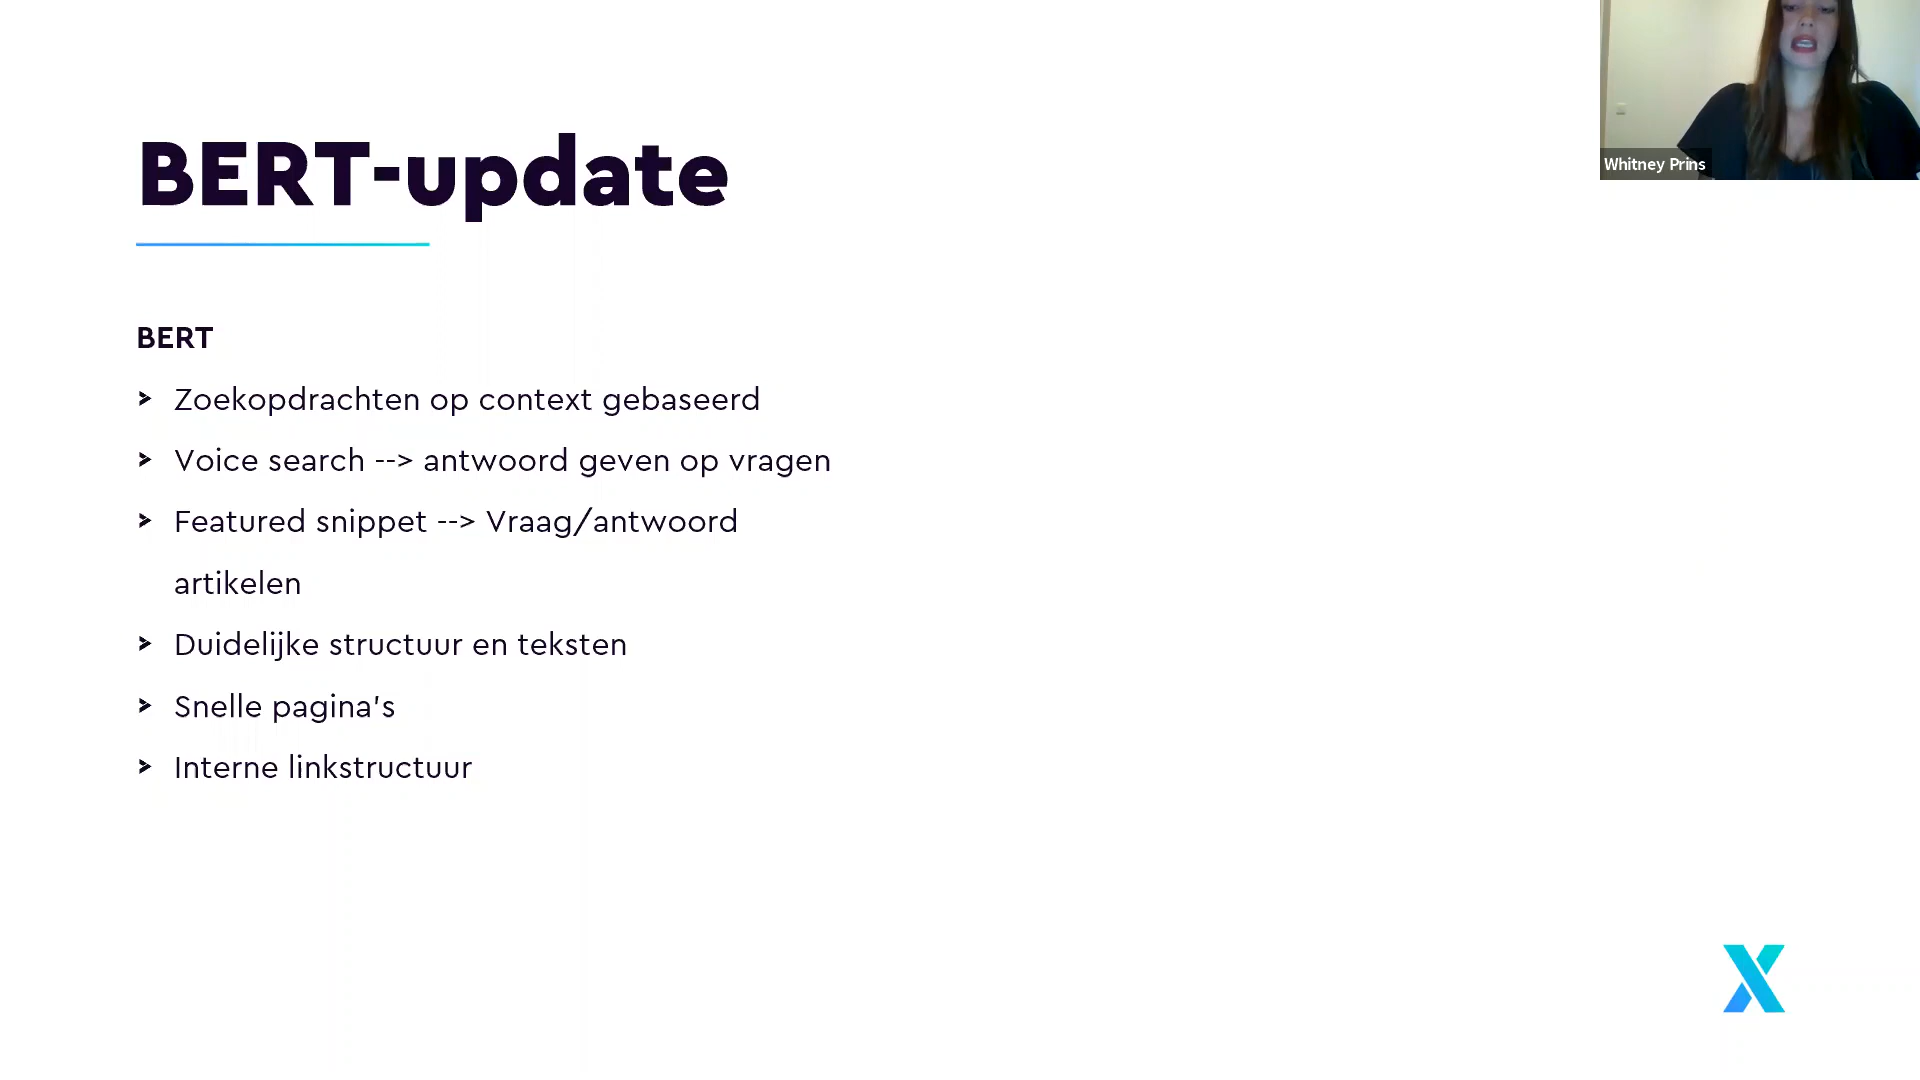 BERT-update
Whitney Prins
BERT
Zoekopdrachten op context gebaseerd
Voice search --> antwoord geven op vragen
Featured snippet --> Vraag/antwoord
artikelen
Duidelijke structuur en teksten
Snelle pagina's
Interne linkstructuur